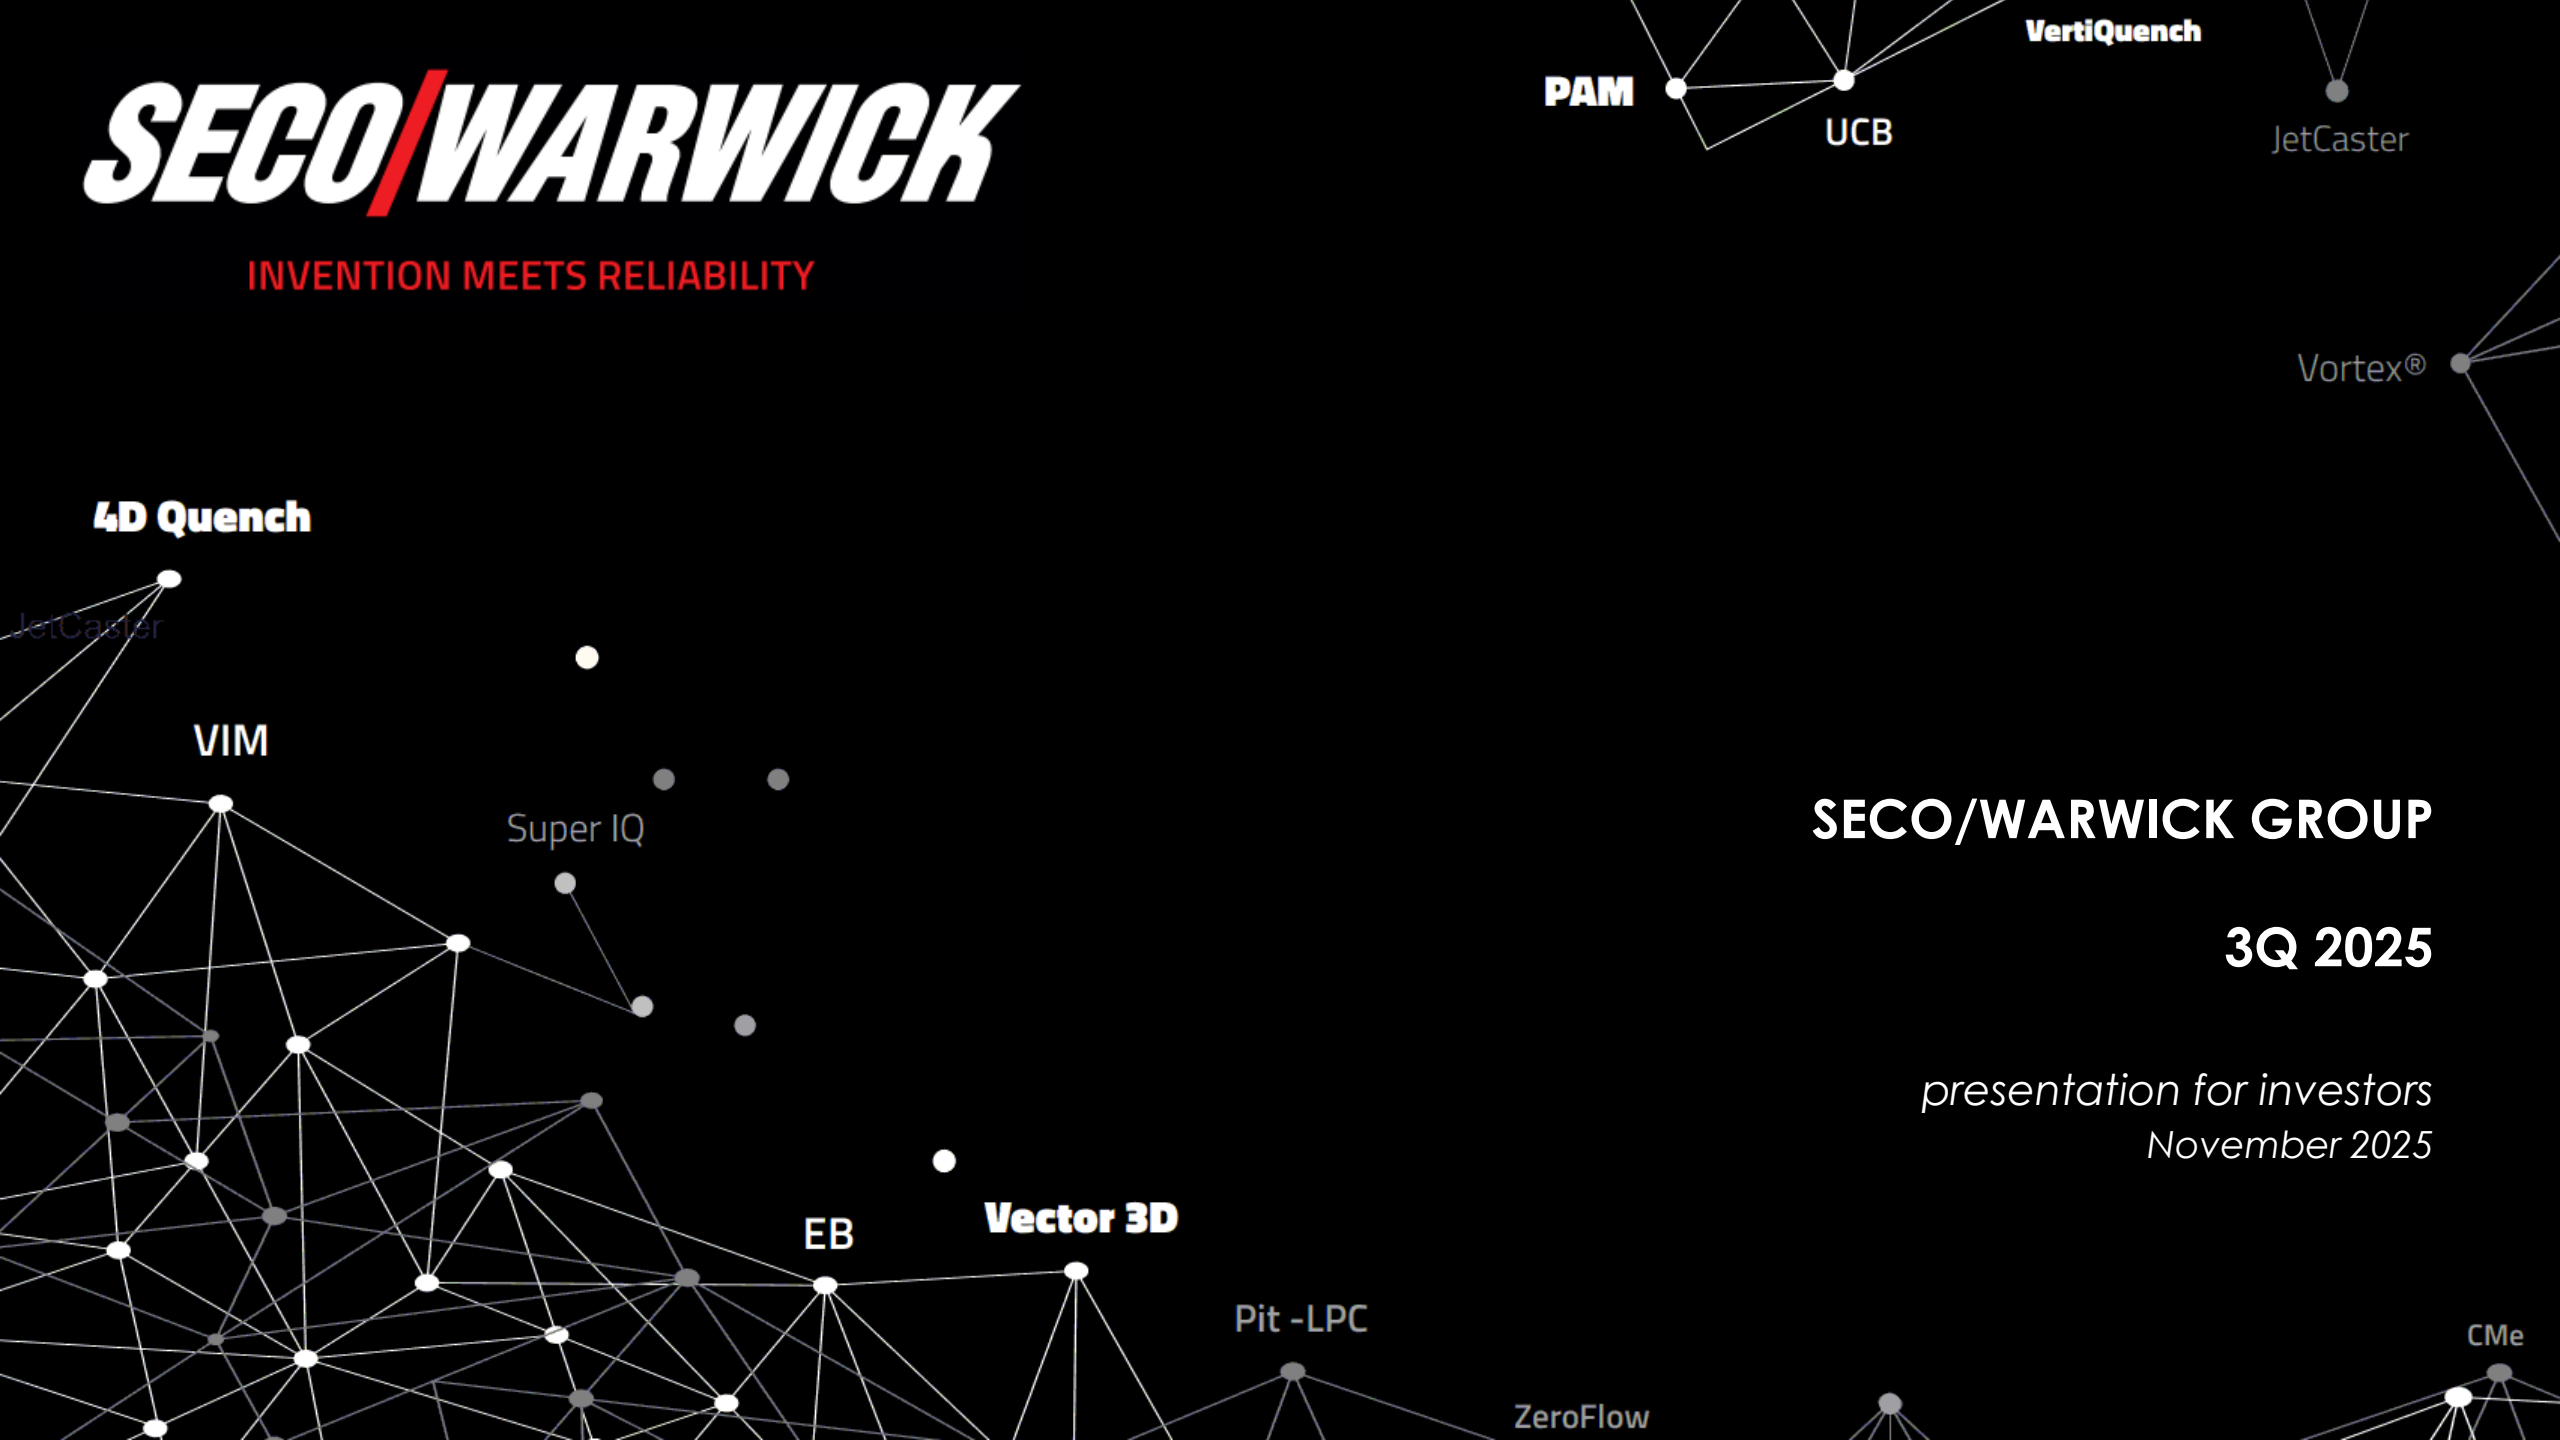 SECO/WARWICK
INVENTION MEETS RELIABILITY
VertiQuench
PAM
UCB
JetCaster
Vortex®
4D Quench
JetCaster
VIM
Super IQ
SECO/WARWICK GROUP
3Q 2025
presentation for investors
November 2025
EB
Vector 3D
Pit -LPC
CMe
ZeroFlow